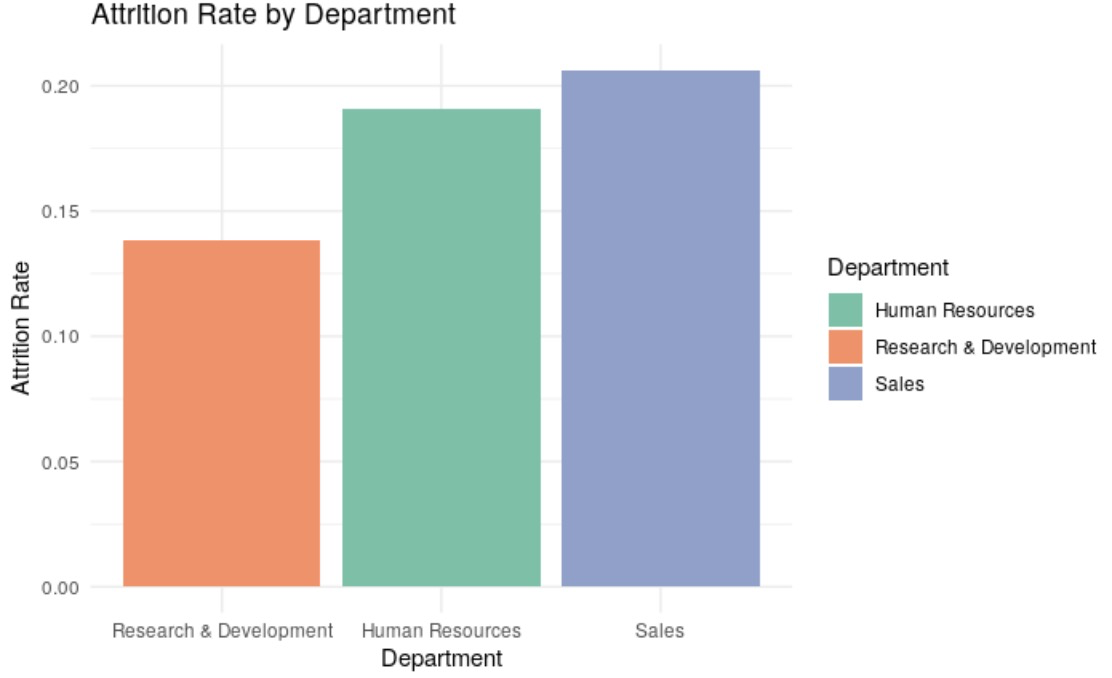 Attrition Rate by Department
0.20
0.15
0.10
0.05
0.00
Attrition Rate
Research & Development
Human Resources
Sales
Department
Department
Human Resources
Research & Development
Sales